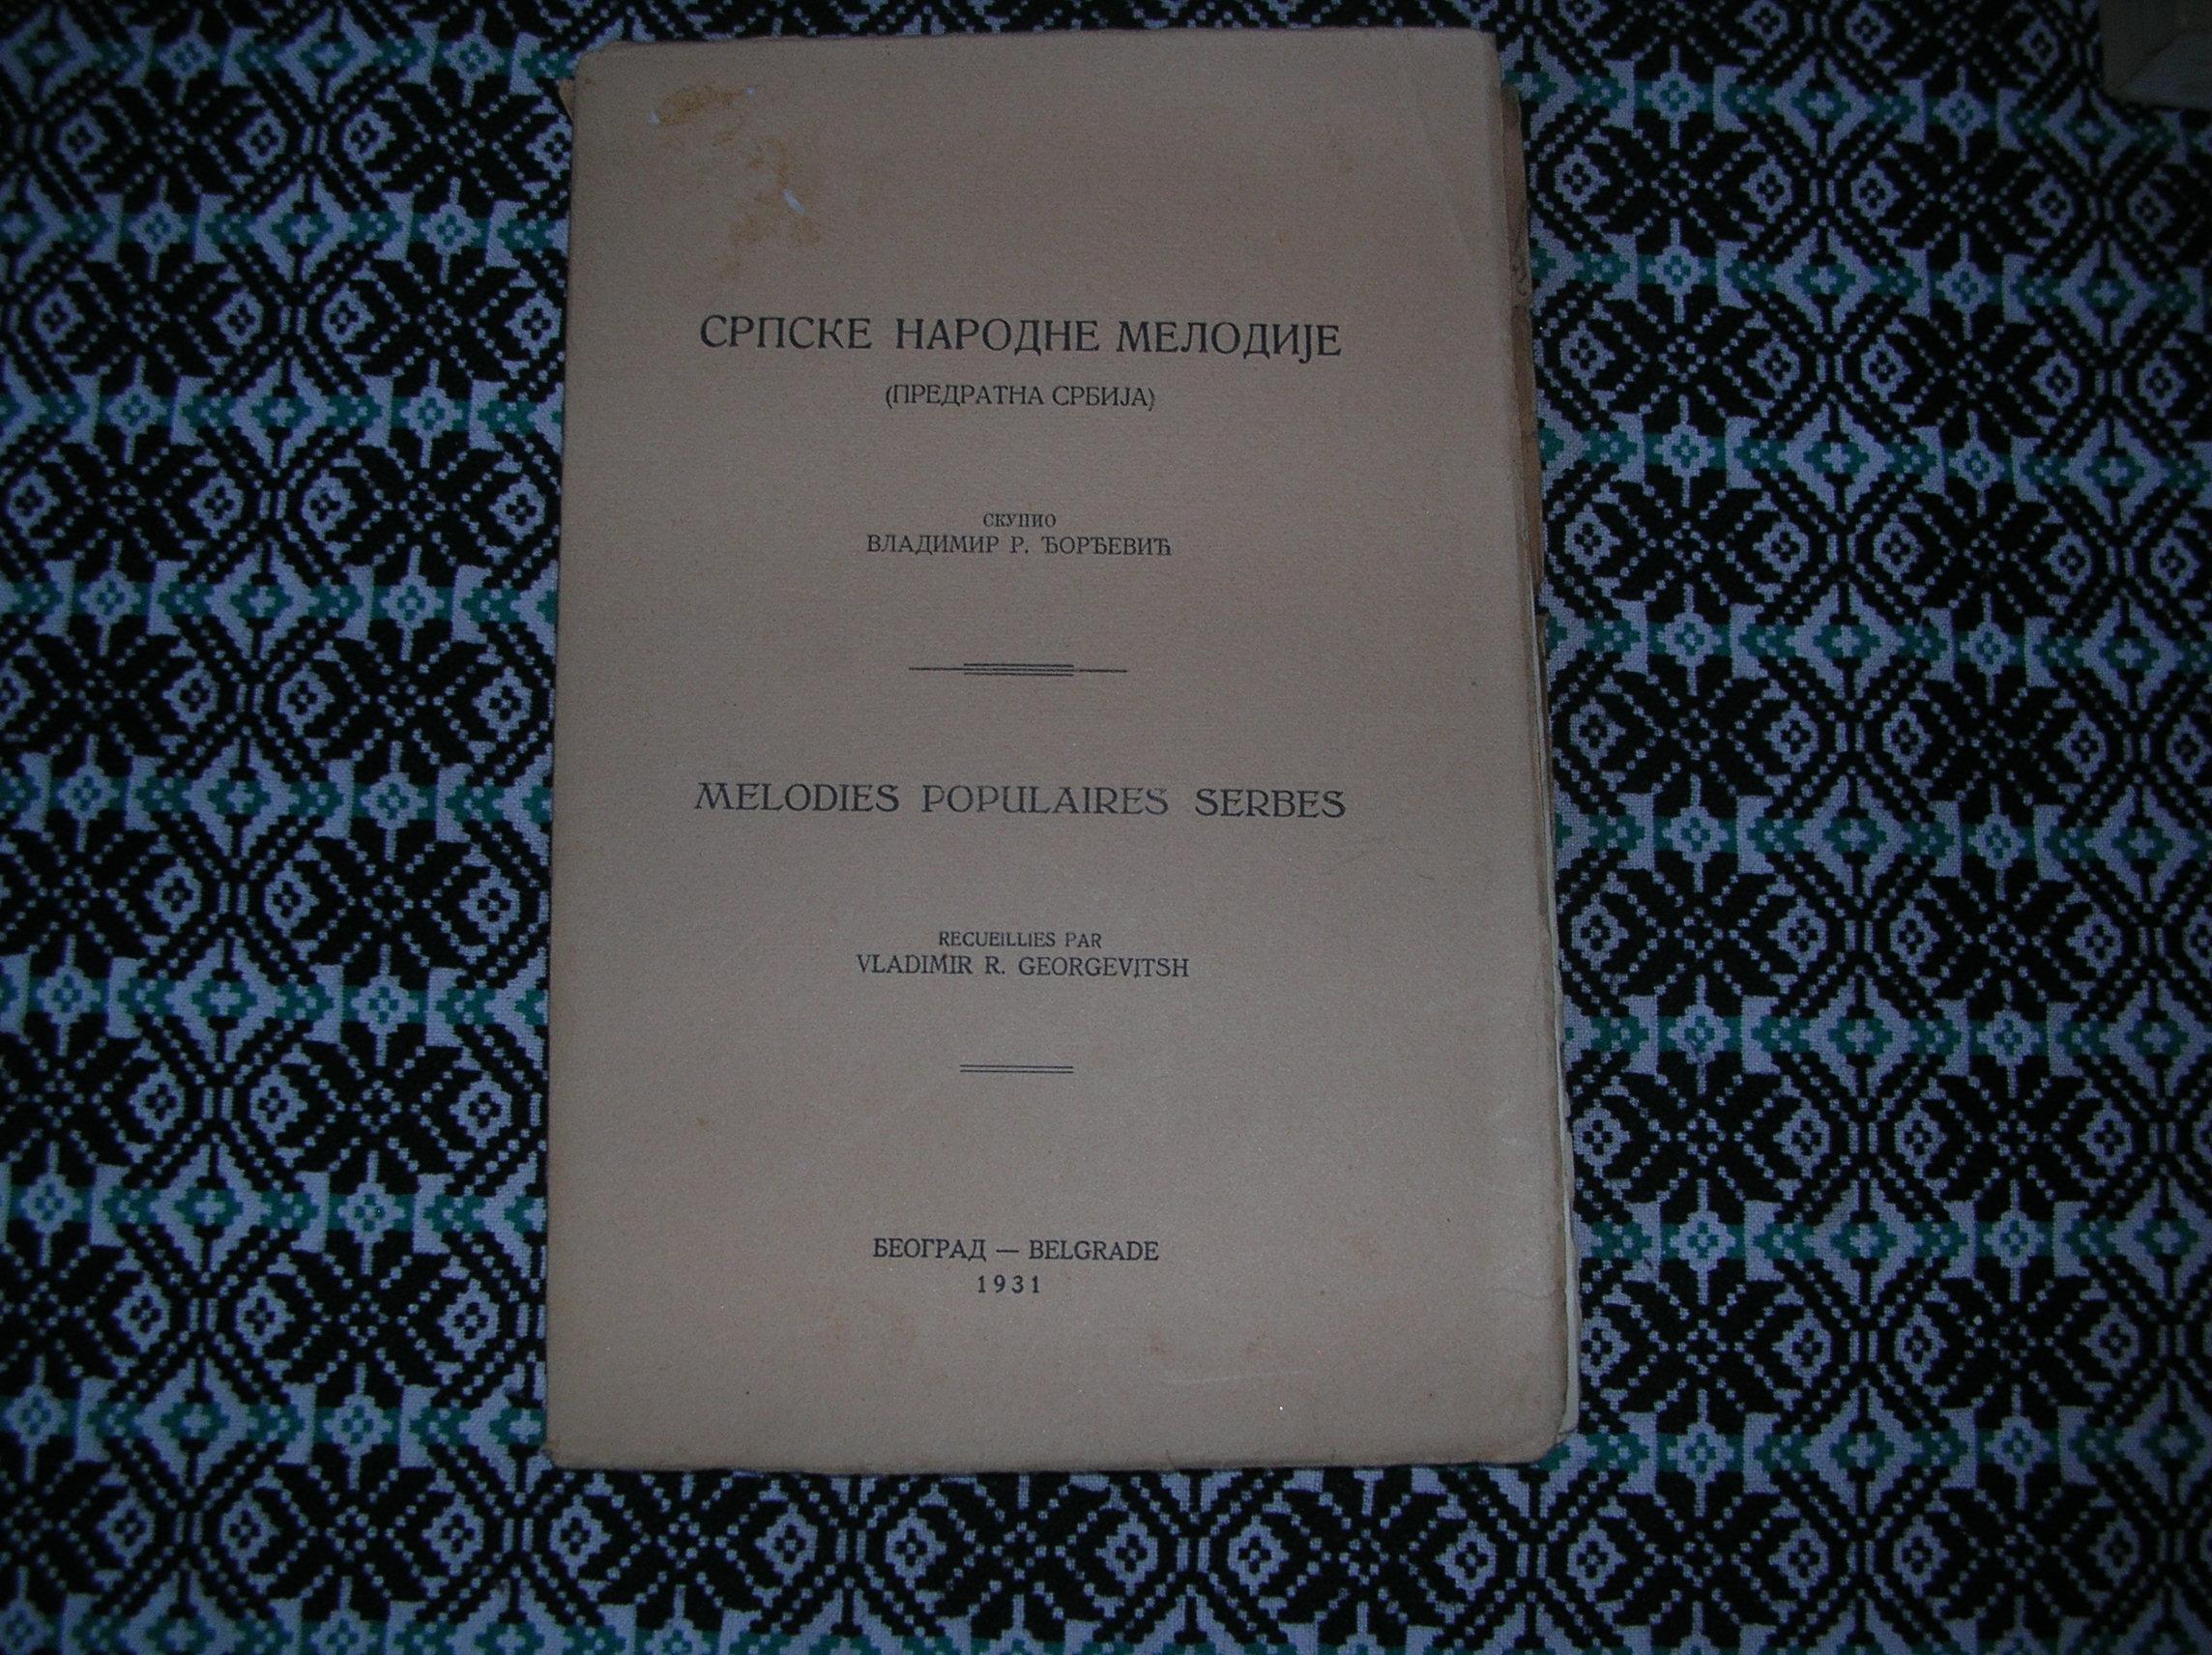 СРПСКЕ НАРОДНЕ МЕЛОДИЈЕ
(ПРЕДРАТНА СРБИЈА)
СКУПИО
ВЛАДИМИР Р. ЂОРЂЕВИЋ
MELODIES POPULAIRES SERBES
RECUEILLIES PAR
VLADIMIR R. GEORGEVITSH
БЕОГРАД — BELGRADE
1931